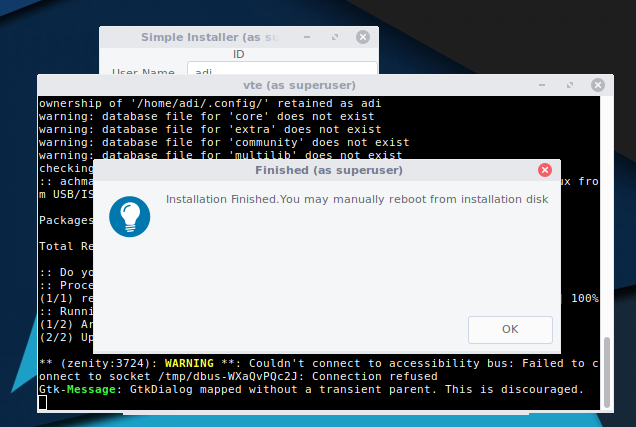 Simple Installer (as su
ID
User Name
adi
vte (as superuser)
ownership of '/home/adi/.config/' retained as adi
warning: database file for 'core' does not exist
warning: database file for 'extra' does not exist
warning: database file for 'community' does not exist
warning: database file for 'multilib' does not exist
checking
:: achma
ux fro
m USB/IS
Packages
Total Re
:: Do yo
:: Proce
(1/1) re
100%
:: Runni
(1/2) Ar
(2/2) Up
Finished (as superuser)
Installation Finished.You may manually reboot from installation disk
OK
** (zenity:3724): WARNING **: Couldn't connect to accessibility bus: Failed to c
onnect to socket /tmp/dbus-WXaQvPQc2J: Connection refused
Gtk-Message: GtkDialog mapped without a transient parent. This is discouraged.